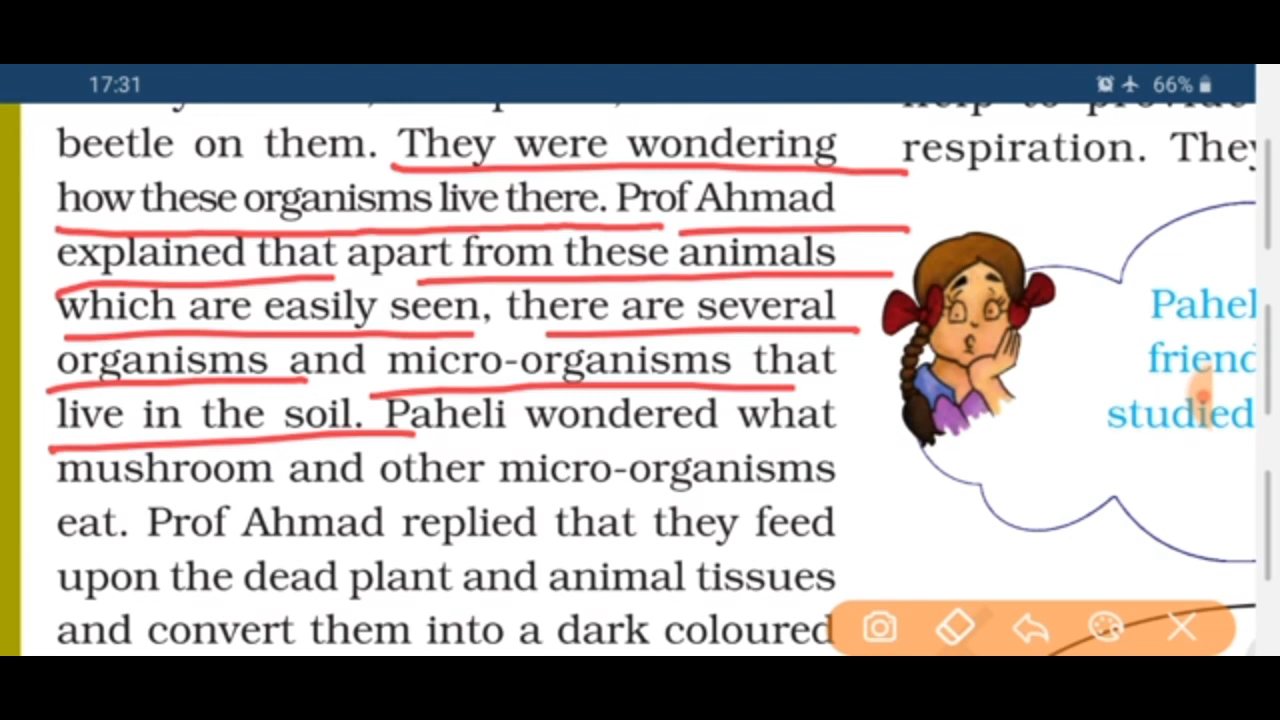 17:31
66%
beetle on them. They were wondering
how these organisms live there. Prof Ahmad
explained that apart from these animals
which are easily seen, there are several
organisms and micro-organisms that
live in the soil. Paheli wondered what
mushroom and other micro-organisms
eat. Prof Ahmad replied that they feed
upon the dead plant and animal tissues
and convert them into a dark coloured
help to provide
respiration. They
Pahel
friend
studied